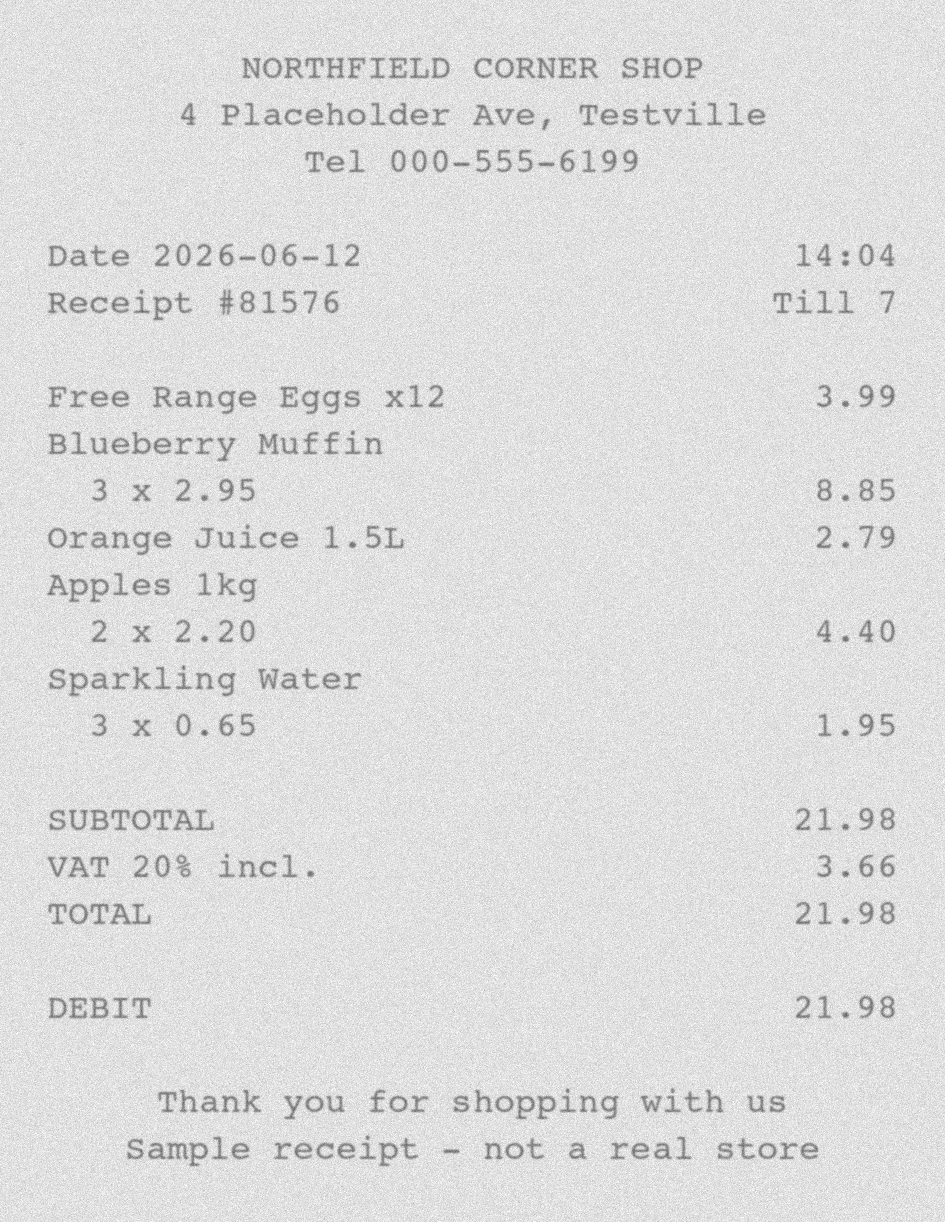 NORTHFIELD CORNER SHOP
4 Placeholder Ave, Testville
Tel 000-555-6199
Date 2026-06-12 14:04
Receipt #81576 Till 7
Free Range Eggs x12 3.99
Blueberry Muffin
3 x 2.95 8.85
Orange Juice 1.5L 2.79
Apples 1kg
2 x 2.20 4.40
Sparkling Water
3 x 0.65 1.95
SUBTOTAL 21.98
VAT 20% incl. 3.66
TOTAL 21.98
DEBIT 21.98
Thank you for shopping with us
Sample receipt - not a real store